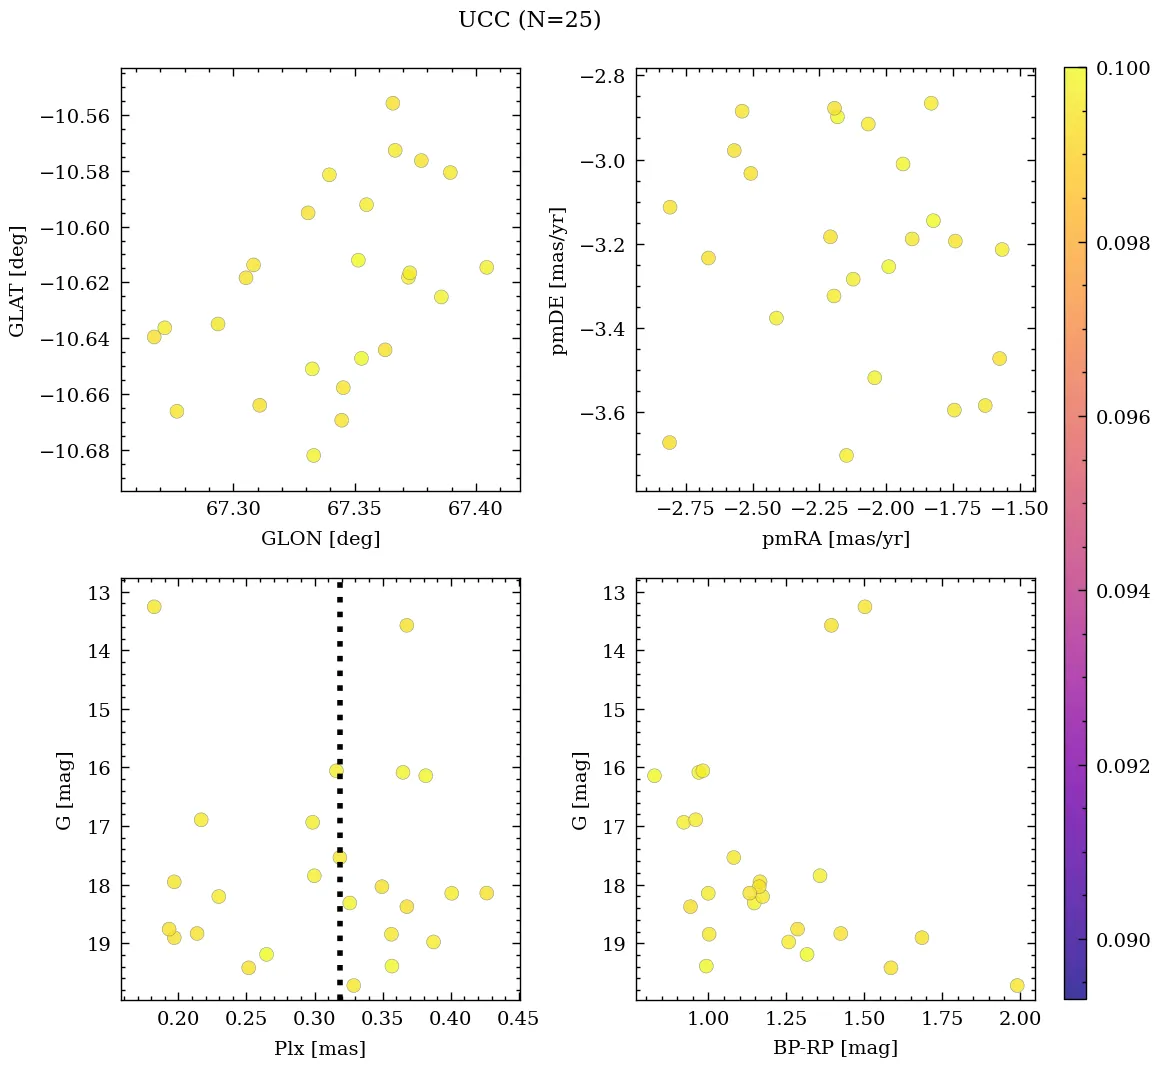 UCC (N=25)
−10.56
−10.58
−10.60
−10.62
−10.64
−10.66
−10.68
GLAT [deg]
67.30 67.35 67.40
GLON [deg]
−2.8
−3.0
−3.2
−3.4
−3.6
pmDE [mas/yr]
−2.75 −2.50 −2.25 −2.00 −1.75 −1.50
pmRA [mas/yr]
13
14
15
16
17
18
19
G [mag]
0.20 0.25 0.30 0.35 0.40 0.45
Plx [mas]
13
14
15
16
17
18
19
G [mag]
1.00 1.25 1.50 1.75 2.00
BP-RP [mag]
0.100
0.098
0.096
0.094
0.092
0.090